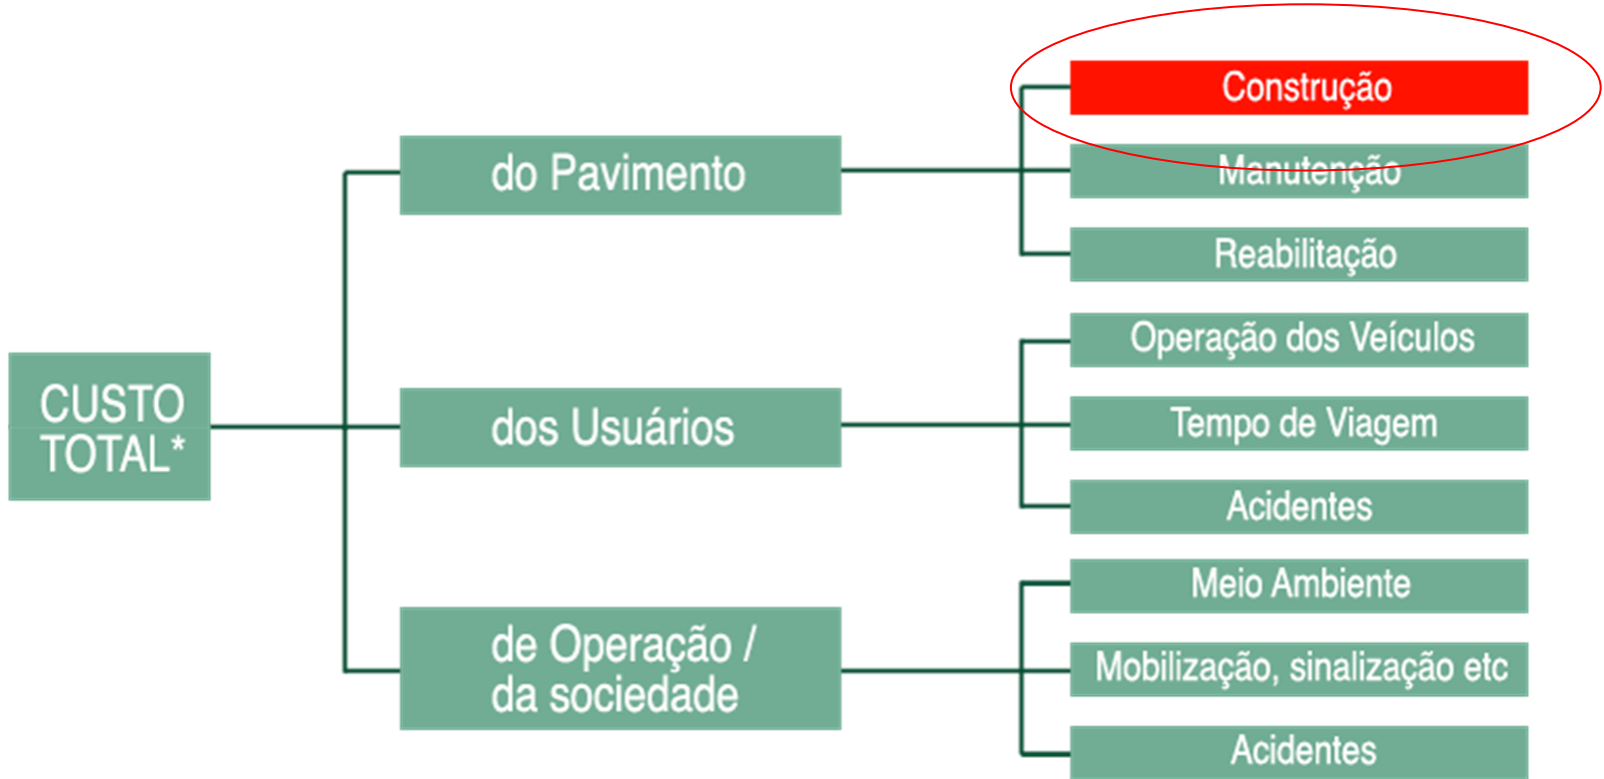 CUSTO
TOTAL*
do Pavimento
Construção
Manutenção
Reabilitação
dos Usuários
Operação dos Veículos
Tempo de Viagem
Acidentes
de Operação /
da sociedade
Meio Ambiente
Mobilização, sinalização etc
Acidentes